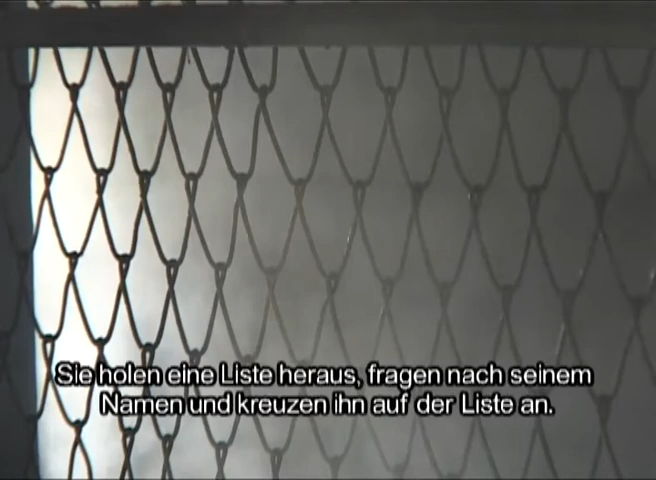 Sie holen eine Liste heraus, fragen nach seinem
Namen und kreuzen ihn auf der Liste an.